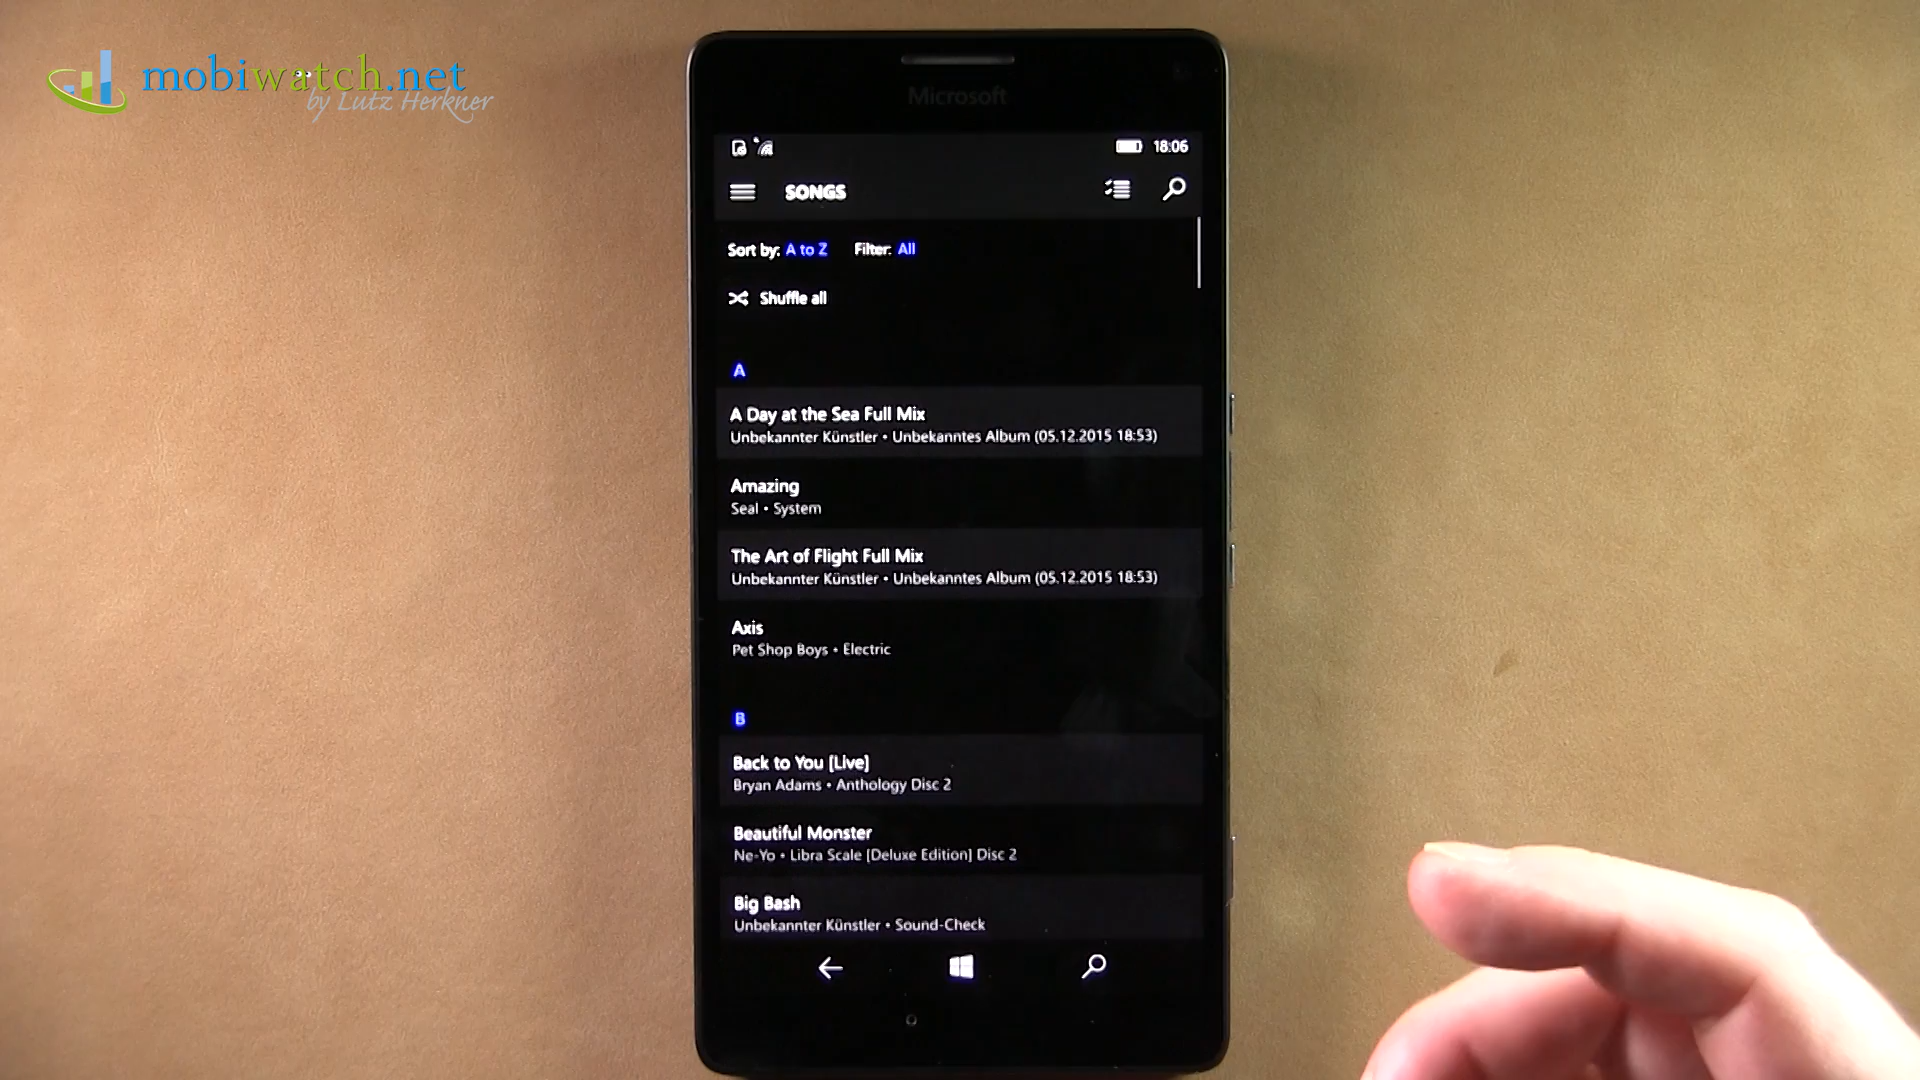 mobiwatch.net
by Lutz Herkner
Microsoft
18:06
SONGS
Sort by: A to Z Filter: All
Shuffle all
A
A Day at the Sea Full Mix
Unbekannter Künstler • Unbekanntes Album (05.12.2015 18:53)
Amazing
Seal • System
The Art of Flight Full Mix
Unbekannter Künstler • Unbekanntes Album (05.12.2015 18:53)
Axis
Pet Shop Boys • Electric
B
Back to You [Live]
Bryan Adams • Anthology Disc 2
Beautiful Monster
Ne-Yo • Libra Scale [Deluxe Edition] Disc 2
Big Bash
Unbekannter Künstler • Sound-Check